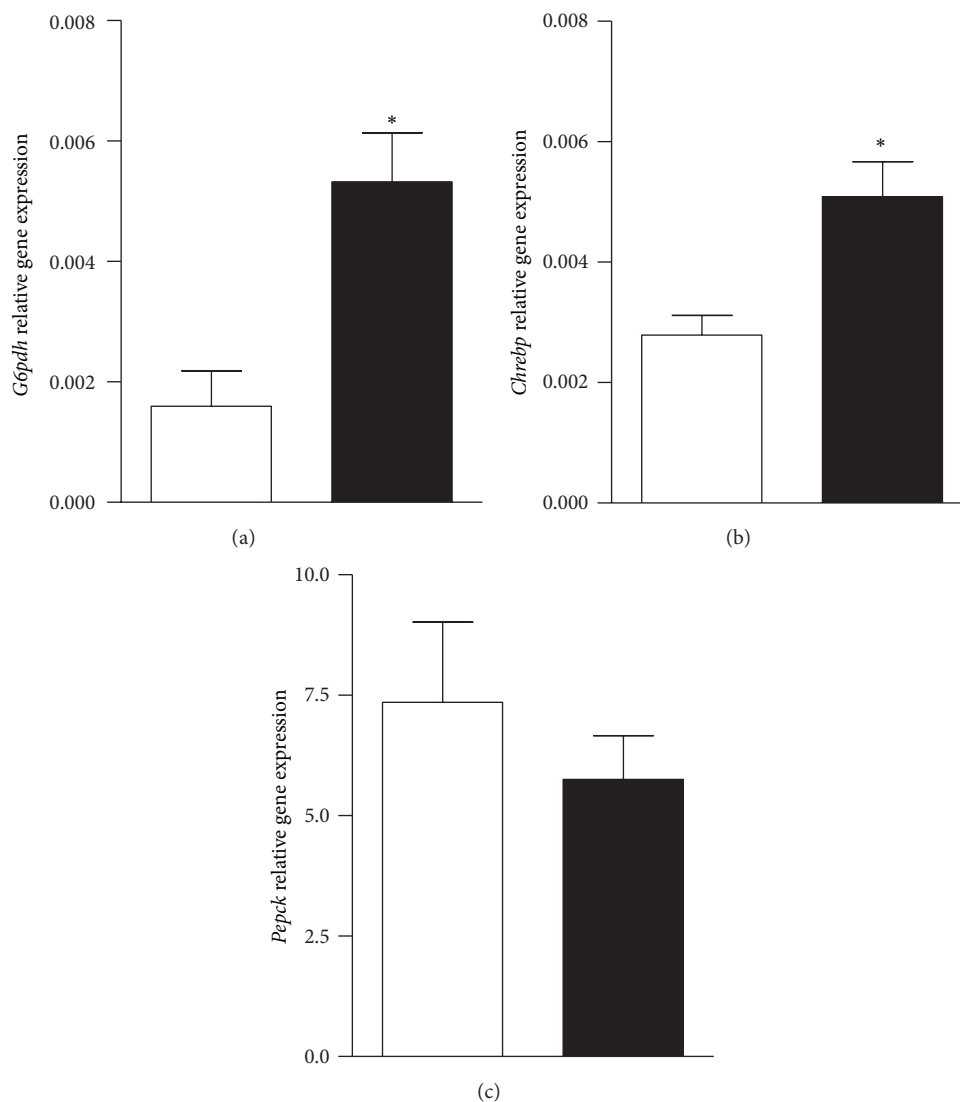 0.008
0.006
0.004
0.002
0.000
G6pdh relative gene expression
*
(a)
0.008
0.006
0.004
0.002
0.000
Chrebp relative gene expression
*
(b)
10.0
7.5
5.0
2.5
0.0
Pepck relative gene expression
(c)